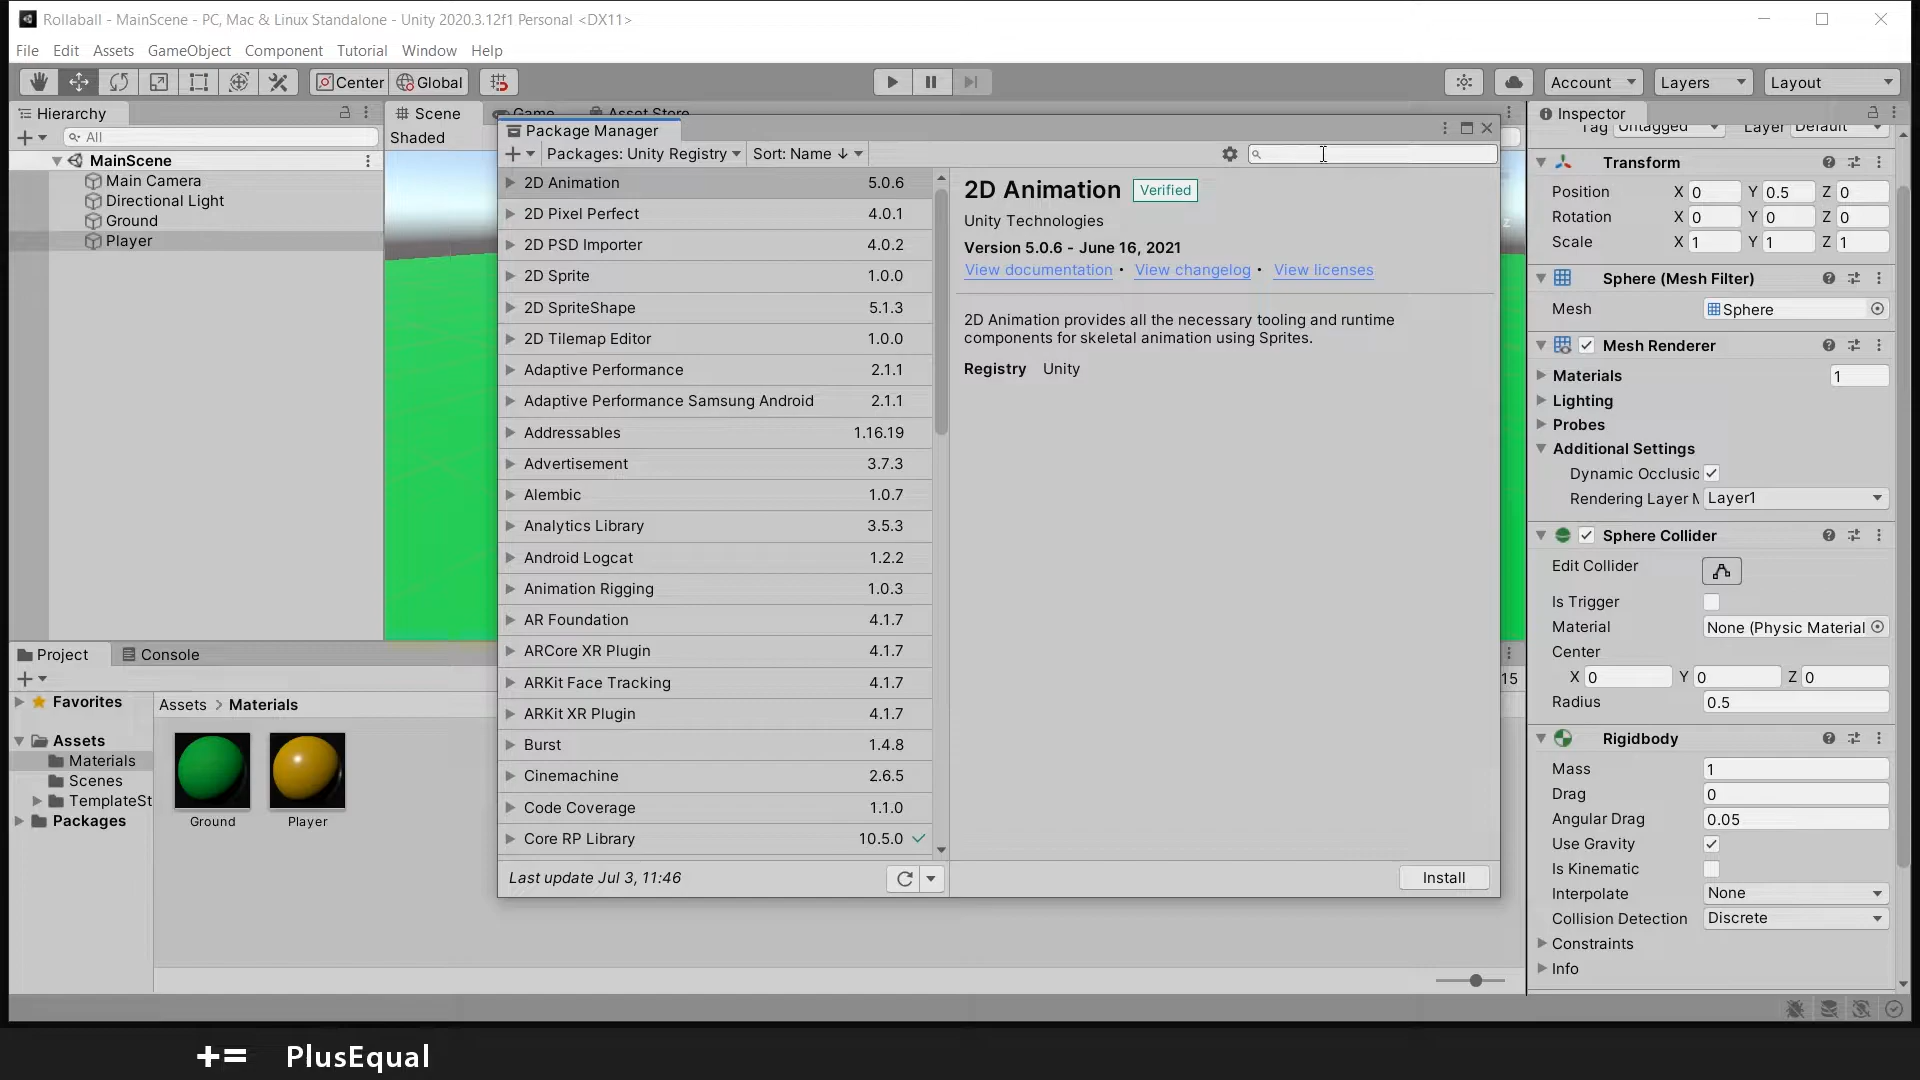 Rollaball - MainScene - PC, Mac & Linux Standalone - Unity 2020.3.12f1 Personal <DX11>
File Edit Assets GameObject Component Tutorial Window Help
Center Global Account Layers Layout
Hierarchy
All
MainScene
Main Camera
Directional Light
Ground
Player
Scene Game Asset Store
Shaded
Package Manager
Packages: Unity Registry Sort: Name ↓
2D Animation 5.0.6
2D Pixel Perfect 4.0.1
2D PSD Importer 4.0.2
2D Sprite 1.0.0
2D SpriteShape 5.1.3
2D Tilemap Editor 1.0.0
Adaptive Performance 2.1.1
Adaptive Performance Samsung Android 2.1.1
Addressables 1.16.19
Advertisement 3.7.3
Alembic 1.0.7
Analytics Library 3.5.3
Android Logcat 1.2.2
Animation Rigging 1.0.3
AR Foundation 4.1.7
ARCore XR Plugin 4.1.7
ARKit Face Tracking 4.1.7
ARKit XR Plugin 4.1.7
Burst 1.4.8
Cinemachine 2.6.5
Code Coverage 1.1.0
Core RP Library 10.5.0
Last update Jul 3, 11:46
2D Animation Verified
Unity Technologies
Version 5.0.6 - June 16, 2021
View documentation • View changelog • View licenses
2D Animation provides all the necessary tooling and runtime
components for skeletal animation using Sprites.
Registry Unity
Install
z
15
Inspector
Tag Untagged Layer Default
Transform
Position X 0 Y 0.5 Z 0
Rotation X 0 Y 0 Z 0
Scale X 1 Y 1 Z 1
Sphere (Mesh Filter)
Mesh Sphere
Mesh Renderer
Materials 1
Lighting
Probes
Additional Settings
Dynamic Occlusic
Rendering Layer M Layer1
Sphere Collider
Edit Collider
Is Trigger
Material None (Physic Material
Center
X 0 Y 0 Z 0
Radius 0.5
Rigidbody
Mass 1
Drag 0
Angular Drag 0.05
Use Gravity
Is Kinematic
Interpolate None
Collision Detection Discrete
Constraints
Info
Project Console
Favorites
Assets
Materials
Scenes
TemplateSt
Packages
Assets > Materials
Ground Player
+= PlusEqual